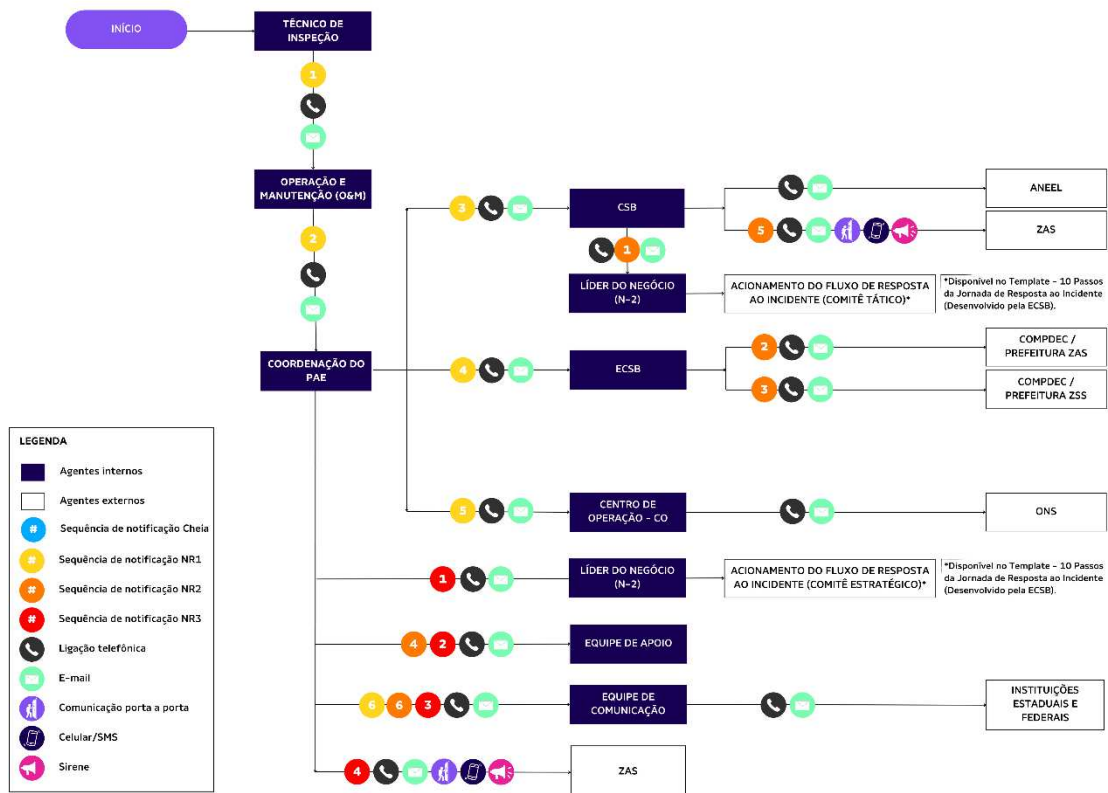 INÍCIO
TÉCNICO DE
INSPEÇÃO
1
OPERAÇÃO E
MANUTENÇÃO (O&M)
2
COORDENAÇÃO DO
PAE
3
CSB
ANEEL
5
ZAS
1
LÍDER DO NEGÓCIO
(N-2)
ACIONAMENTO DO FLUXO DE RESPOSTA
AO INCIDENTE (COMITÊ TÁTICO)*
*Disponível no Template - 10 Passos
da Jornada de Resposta ao Incidente
(Desenvolvido pela ECSB).
4
ECSB
2
COMPDEC /
PREFEITURA ZAS
3
COMPDEC /
PREFEITURA ZSS
5
CENTRO DE
OPERAÇÃO - CO
ONS
1
LÍDER DO NEGÓCIO
(N-2)
ACIONAMENTO DO FLUXO DE RESPOSTA
AO INCIDENTE (COMITÊ ESTRATÉGICO)*
*Disponível no Template - 10 Passos
da Jornada de Resposta ao Incidente
(Desenvolvido pela ECSB).
4 2
EQUIPE DE APOIO
6 6 3
EQUIPE DE
COMUNICAÇÃO
INSTITUIÇÕES
ESTADUAIS E
FEDERAIS
4
ZAS
LEGENDA
Agentes internos
Agentes externos
# Sequência de notificação Cheia
# Sequência de notificação NR1
# Sequência de notificação NR2
# Sequência de notificação NR3
Ligação telefônica
E-mail
Comunicação porta a porta
Celular/SMS
Sirene